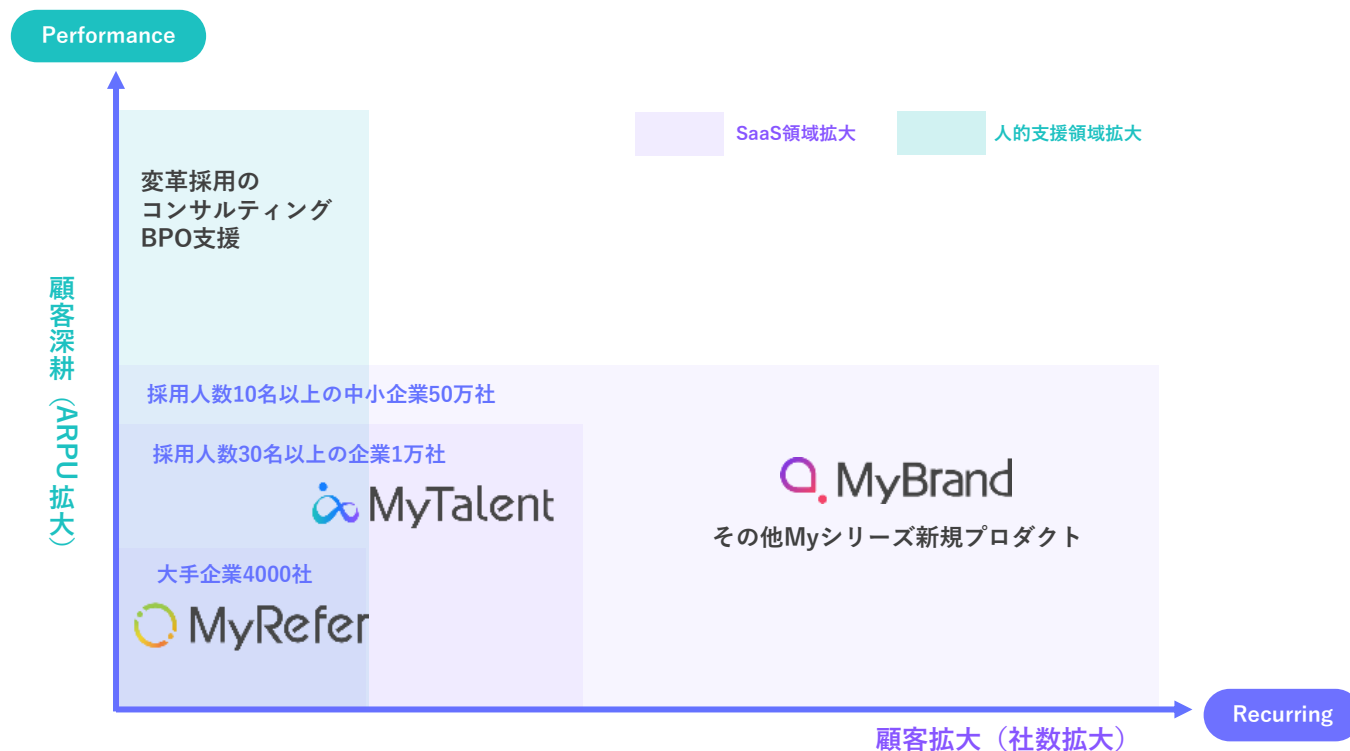 Performance
SaaS領域拡大
人的支援領域拡大
変革採用の
コンサルティング
BPO支援
顧客深耕（ARPU拡大）
採用人数10名以上の中小企業50万社
採用人数30名以上の企業1万社
MyTalent
MyBrand
その他Myシリーズ新規プロダクト
大手企業4000社
MyRefer
Recurring
顧客拡大（社数拡大）